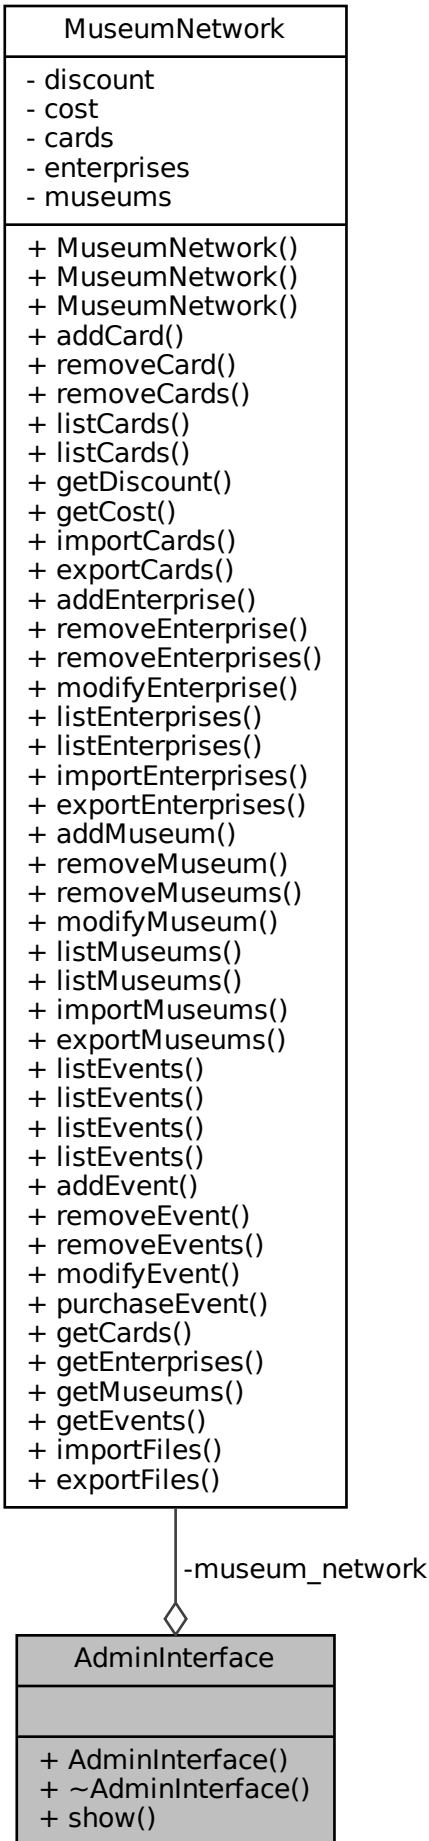 MuseumNetwork
- discount
- cost
- cards
- enterprises
- museums
+ MuseumNetwork()
+ MuseumNetwork()
+ MuseumNetwork()
+ addCard()
+ removeCard()
+ removeCards()
+ listCards()
+ listCards()
+ getDiscount()
+ getCost()
+ importCards()
+ exportCards()
+ addEnterprise()
+ removeEnterprise()
+ removeEnterprises()
+ modifyEnterprise()
+ listEnterprises()
+ listEnterprises()
+ importEnterprises()
+ exportEnterprises()
+ addMuseum()
+ removeMuseum()
+ removeMuseums()
+ modifyMuseum()
+ listMuseums()
+ listMuseums()
+ importMuseums()
+ exportMuseums()
+ listEvents()
+ listEvents()
+ listEvents()
+ listEvents()
+ addEvent()
+ removeEvent()
+ removeEvents()
+ modifyEvent()
+ purchaseEvent()
+ getCards()
+ getEnterprises()
+ getMuseums()
+ getEvents()
+ importFiles()
+ exportFiles()
-museum_network
AdminInterface
+ AdminInterface()
+ ~AdminInterface()
+ show()